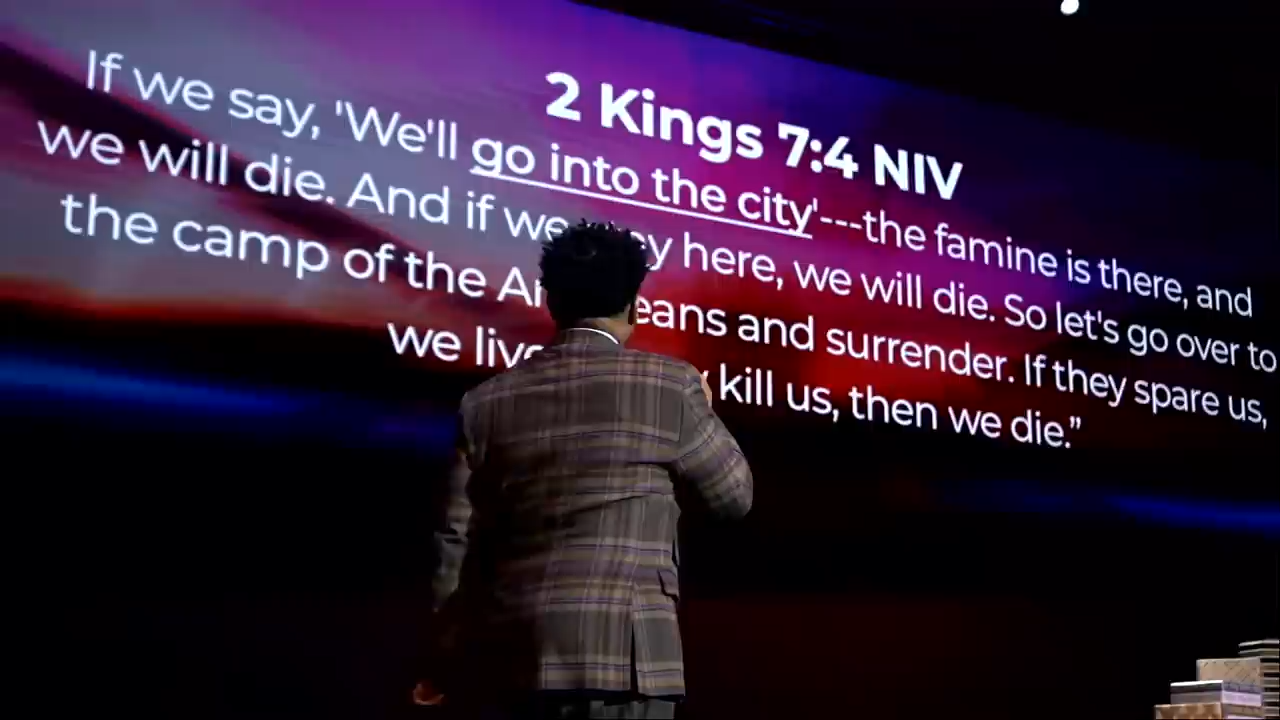 2 Kings 7:4 NIV
If we say, 'We'll go into the city'---the famine is there, and
we will die. And if we here, we will die. So let's go over to
the camp of the and surrender. If they spare us,
we kill us, then we die.”